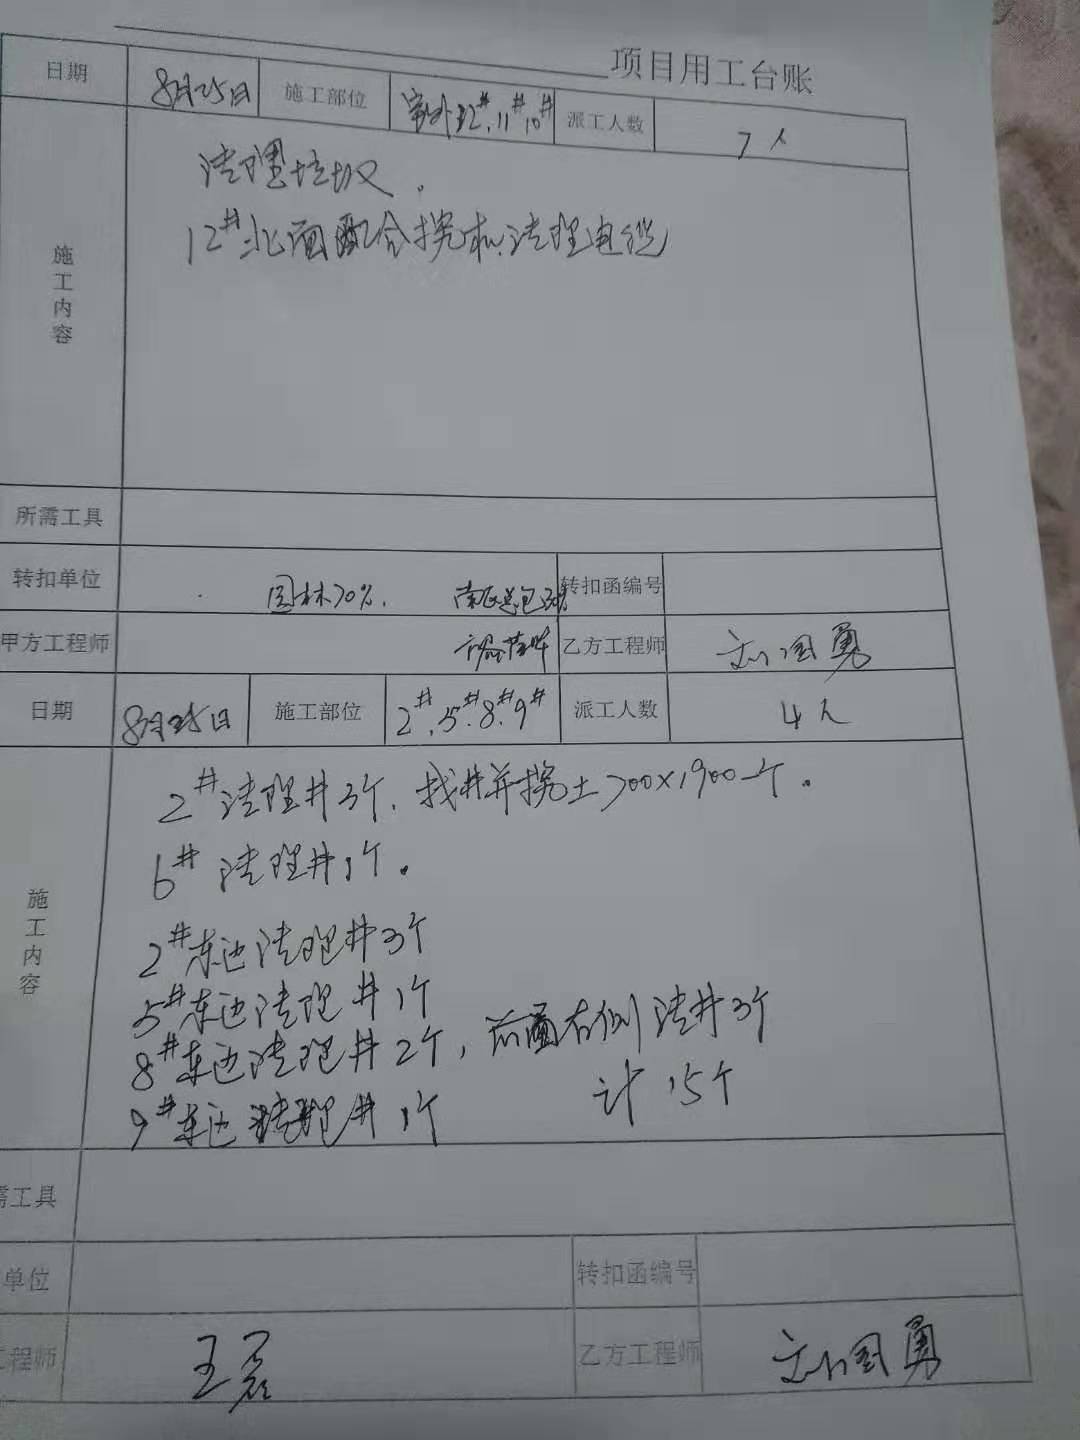 项目用工台账
日期 8月25日 施工部位 室外12#.11#10# 派工人数 7人
施工内容
清理垃圾.
12#北面配合挖机清理电缆
所需工具
转扣单位 园林70%. 总包30% 转扣函编号
甲方工程师 乙方工程师 刘国勇
日期 8月25日 施工部位 2#.5#.8#.9# 派工人数 4人
施工内容
2#清理井3个. 找井并挖土700×1900一个.
6#清理井1个.
2#东边清理井3个
5#东边清理井1个
8#东边清理井2个, 前面右侧清井3个
9#东边清理井1个 计15个
需工具
单位 转扣函编号
工程师 王磊 乙方工程师 刘国勇